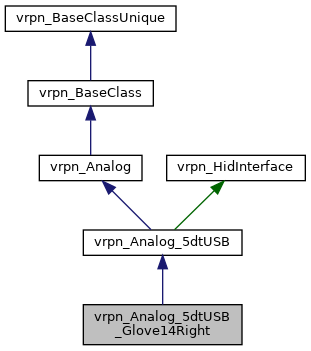 vrpn_BaseClassUnique
vrpn_BaseClass
vrpn_Analog
vrpn_HidInterface
vrpn_Analog_5dtUSB
vrpn_Analog_5dtUSB
_Glove14Right